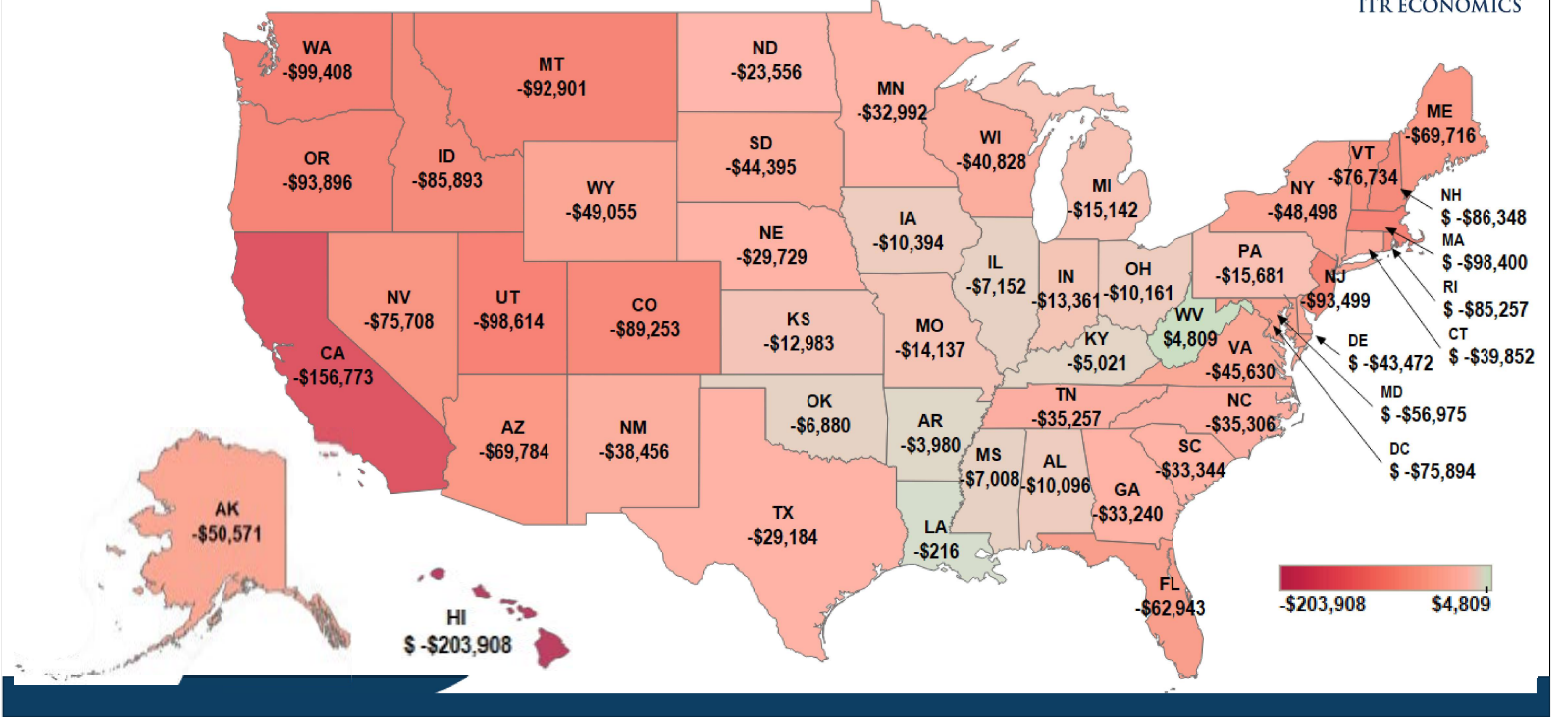 ITR ECONOMICS
WA
-$99,408
MT
-$92,901
ND
-$23,556
MN
-$32,992
OR
-$93,896
ID
-$85,893
WY
-$49,055
SD
-$44,395
WI
-$40,828
MI
-$15,142
NY
-$48,498
VT
-$76,734
ME
-$69,716
NH
$ -$86,348
MA
$ -$98,400
RI
$ -$85,257
CT
$ -$39,852
DE
$ -$43,472
MD
$ -$56,975
DC
$ -$75,894
CA
-$156,773
NV
-$75,708
UT
-$98,614
CO
-$89,253
NE
-$29,729
IA
-$10,394
IL
-$7,152
IN
-$13,361
OH
-$10,161
PA
-$15,681
NJ
-$93,499
KS
-$12,983
MO
-$14,137
KY
-$5,021
WV
$4,809
VA
-$45,630
AZ
-$69,784
NM
-$38,456
OK
-$6,880
AR
-$3,980
TN
-$35,257
NC
-$35,306
SC
-$33,344
MS
-$7,008
AL
-$10,096
GA
-$33,240
TX
-$29,184
LA
-$216
FL
-$62,943
AK
-$50,571
HI
$ -$203,908
-$203,908
$4,809